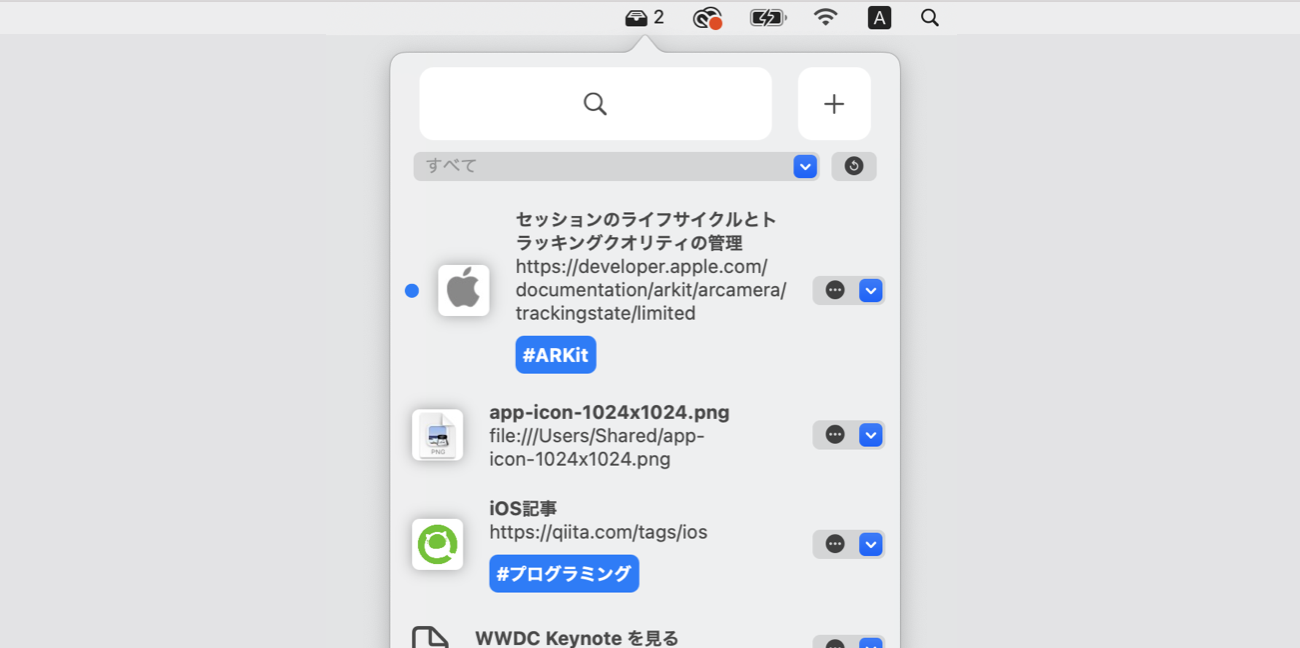 2
A
すべて
セッションのライフサイクルとト
ラッキングクオリティの管理
https://developer.apple.com/
documentation/arkit/arcamera/
trackingstate/limited
#ARKit
app-icon-1024x1024.png
file:///Users/Shared/app-
icon-1024x1024.png
PNG
iOS記事
https://qiita.com/tags/ios
#プログラミング
WWDC Keynote を見る